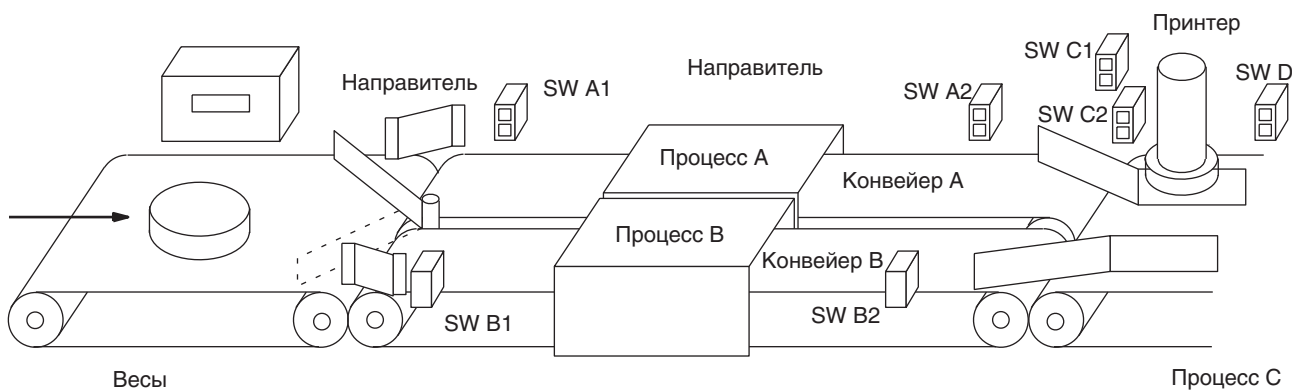 Принтер
SW C1
Направитель
SW D
Направитель
SW A1
SW A2
SW C2
Процесс A
Конвейер A
Процесс B
Конвейер B
SW B1
SW B2
Весы
Процесс C